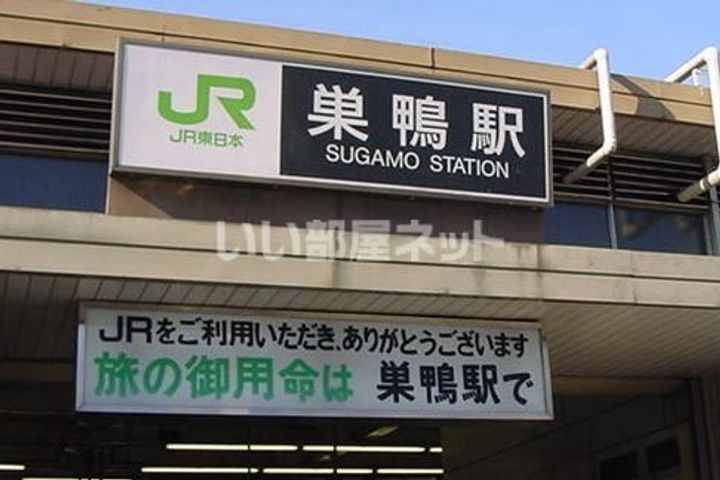 JR
JR東日本
巣鴨駅
SUGAMO STATION
いい部屋ネット
JRをご利用いただき、ありがとうございます
旅の御用命は 巣鴨駅で